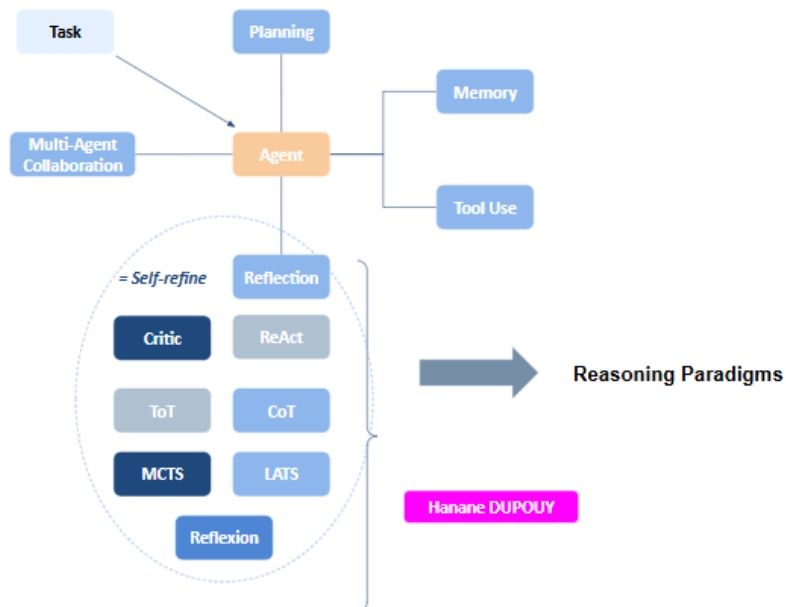 Task
Planning
Memory
Multi-Agent
Collaboration
Agent
Tool Use
= Self-refine
Reflection
Critic
ReAct
Reasoning Paradigms
ToT
CoT
MCTS
LATS
Hanane DUPOUY
Reflexion